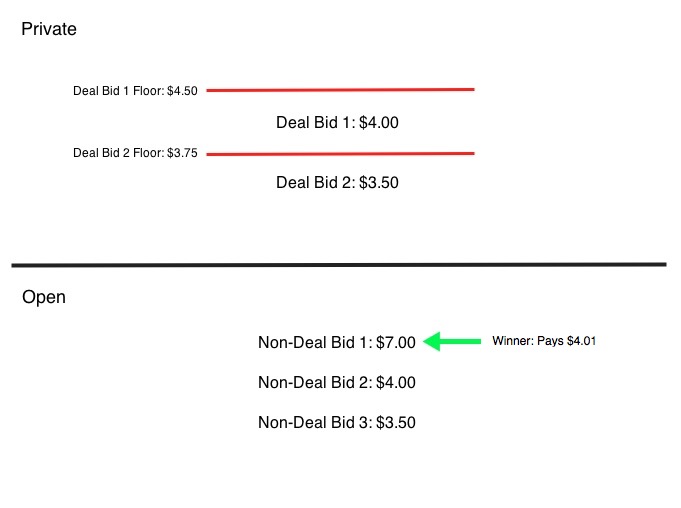 Private
Deal Bid 1 Floor: $4.50
Deal Bid 1: $4.00
Deal Bid 2 Floor: $3.75
Deal Bid 2: $3.50
Open
Non-Deal Bid 1: $7.00 Winner: Pays $4.01
Non-Deal Bid 2: $4.00
Non-Deal Bid 3: $3.50